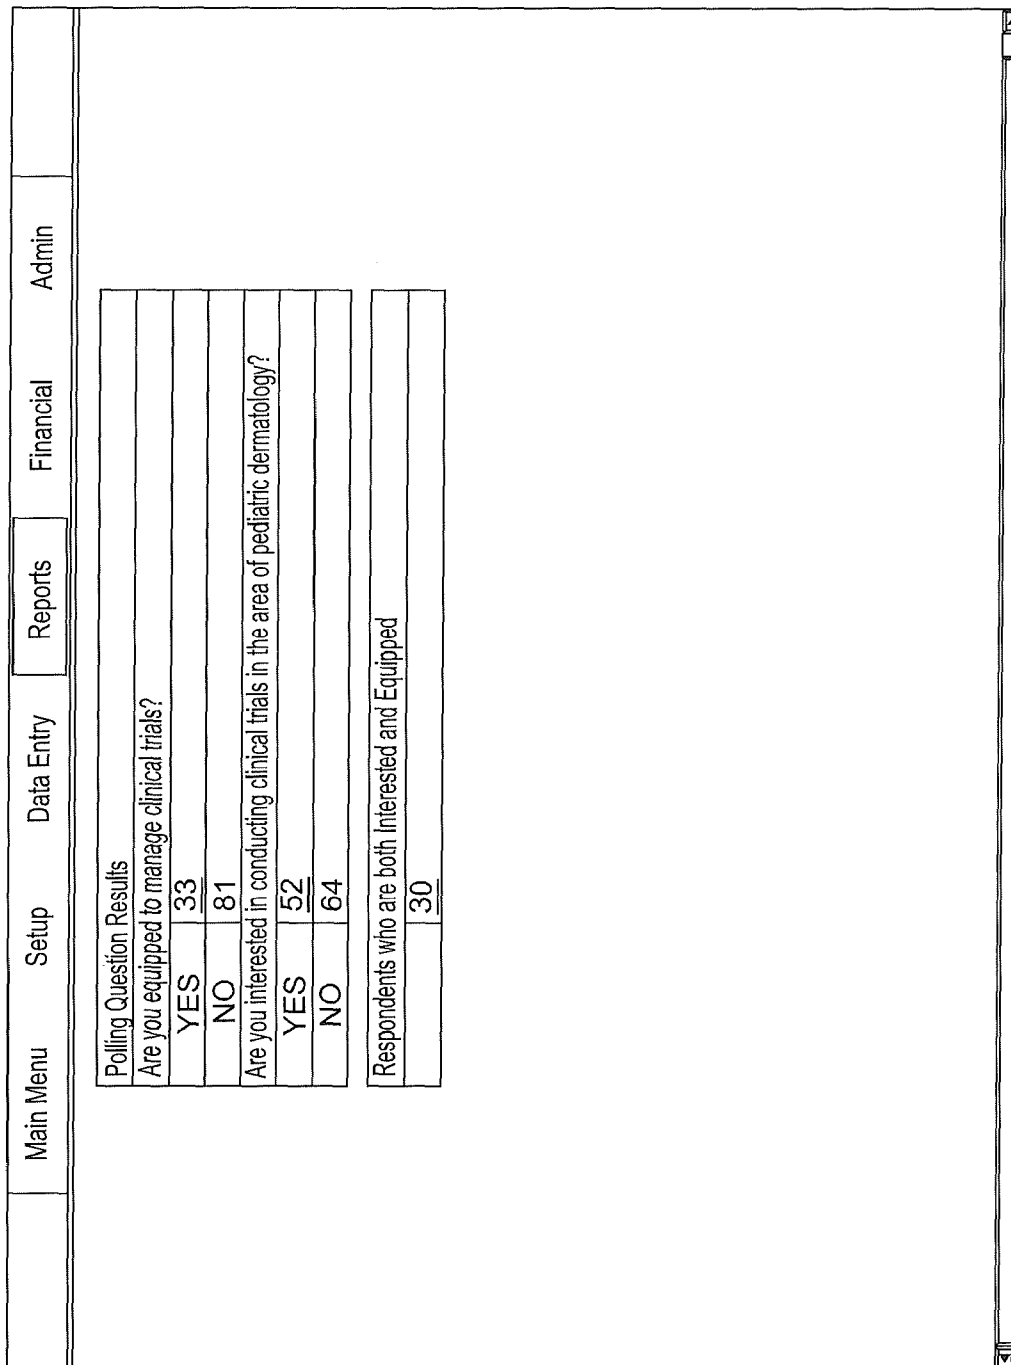 Main Menu Setup Data Entry Reports Financial Admin
Polling Question Results
Are you equipped to manage clinical trials?
YES 33
NO 81
Are you interested in conducting clinical trials in the area of pediatric dermatology?
YES 52
NO 64
Respondents who are both Interested and Equipped
30